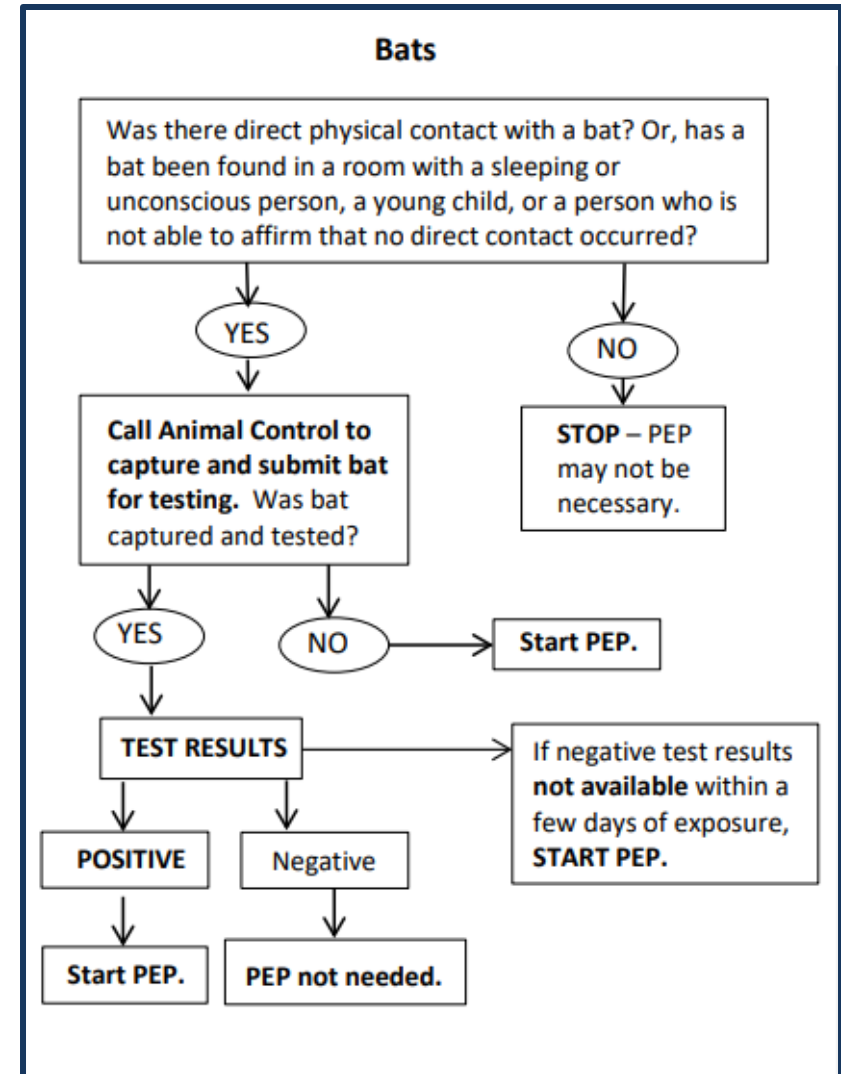 Bats
Was there direct physical contact with a bat? Or, has a
bat been found in a room with a sleeping or
unconscious person, a young child, or a person who is
not able to affirm that no direct contact occurred?
YES
NO
Call Animal Control to
capture and submit bat
for testing. Was bat
captured and tested?
STOP – PEP
may not be
necessary.
YES
NO
Start PEP.
TEST RESULTS
If negative test results
not available within a
few days of exposure,
START PEP.
POSITIVE
Negative
Start PEP.
PEP not needed.